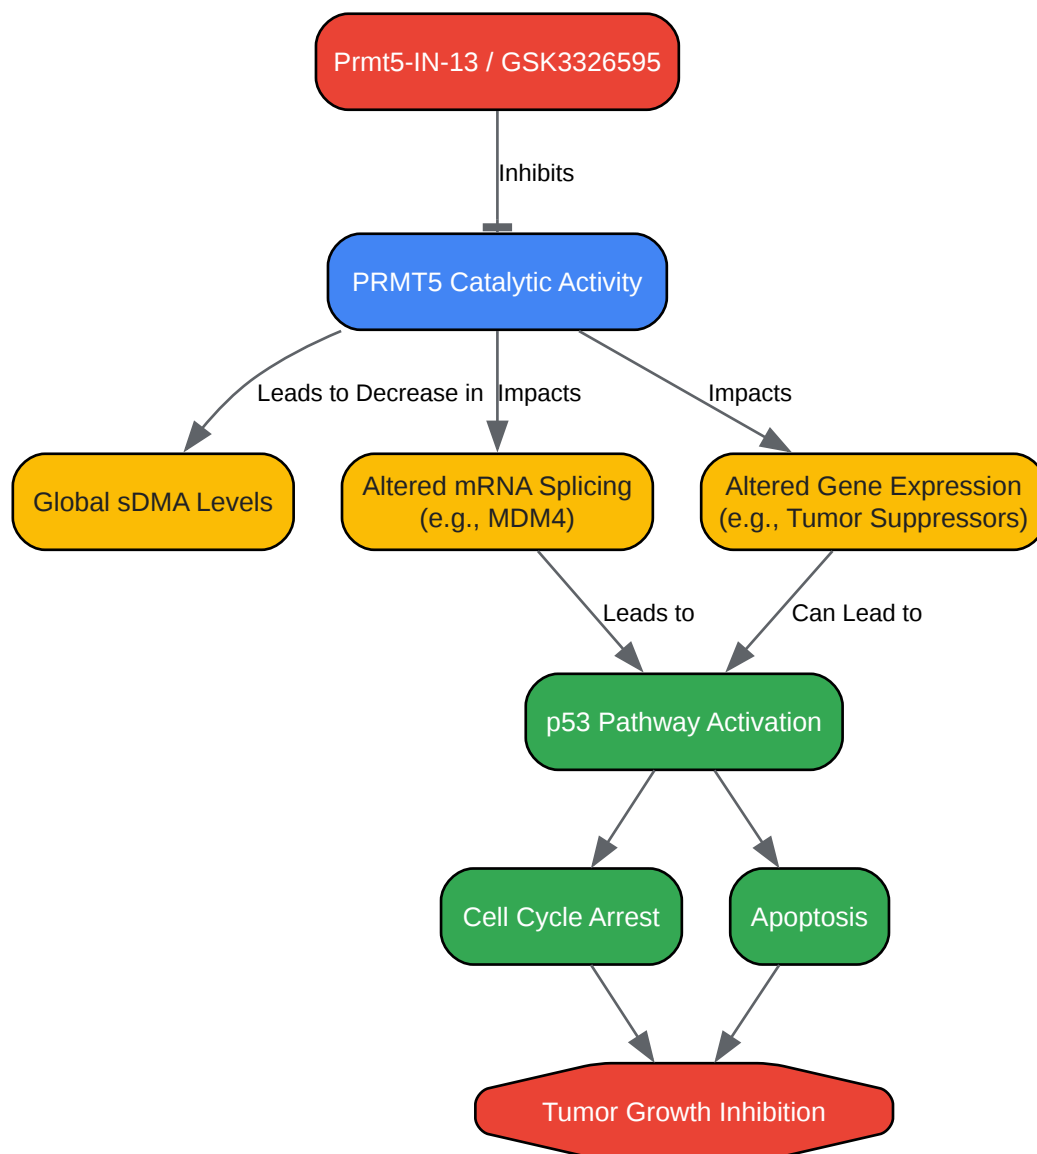 Prmt5-IN-13 / GSK3326595
Inhibits
PRMT5 Catalytic Activity
Leads to Decrease in
Impacts
Impacts
Global sDMA Levels
Altered mRNA Splicing
(e.g., MDM4)
Altered Gene Expression
(e.g., Tumor Suppressors)
Leads to
Can Lead to
p53 Pathway Activation
Cell Cycle Arrest
Apoptosis
Tumor Growth Inhibition